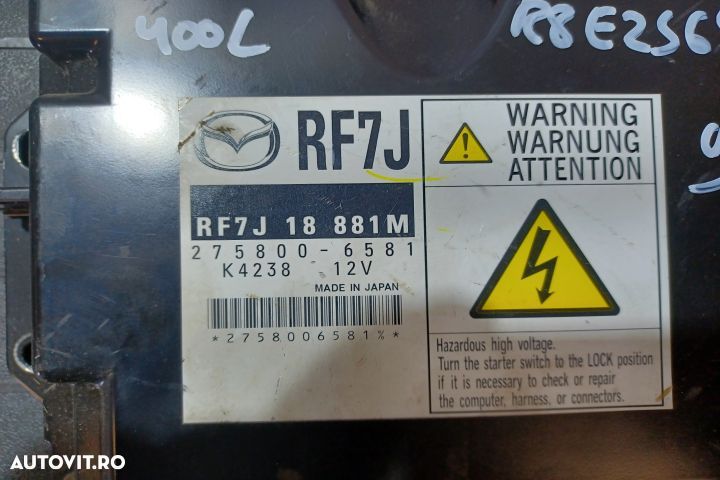 400L
R8E256
RF7J
RF7J 18 881M
275800-6581
K4238 12V
MADE IN JAPAN
*2758006581%*
WARNING
WARNUNG
ATTENTION
Hazardous high voltage.
Turn the starter switch to the LOCK position
if it is necessary to check or repair
the computer, harness, or connectors.
AUTOVIT.RO